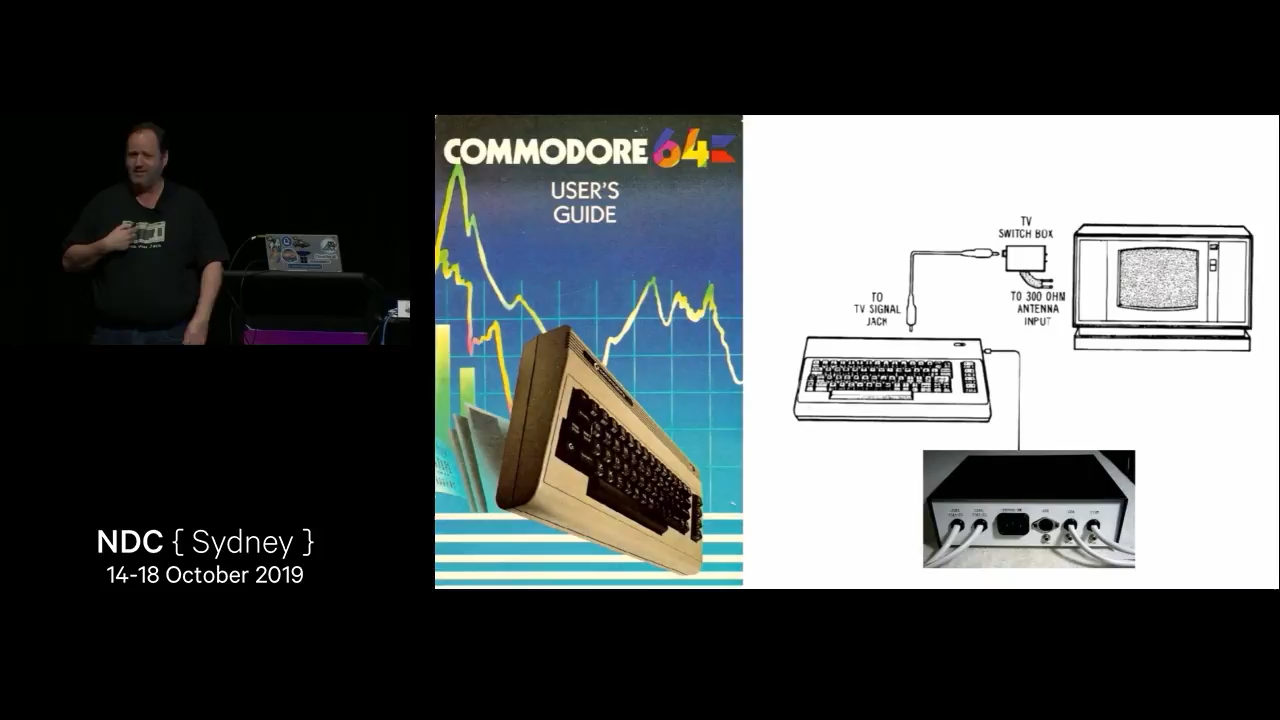 COMMODORE 64
USER'S
GUIDE
TV
SWITCH BOX
TO 300 OHM
ANTENNA
INPUT
TO
TV SIGNAL
JACK
NDC { Sydney }
14-18 October 2019